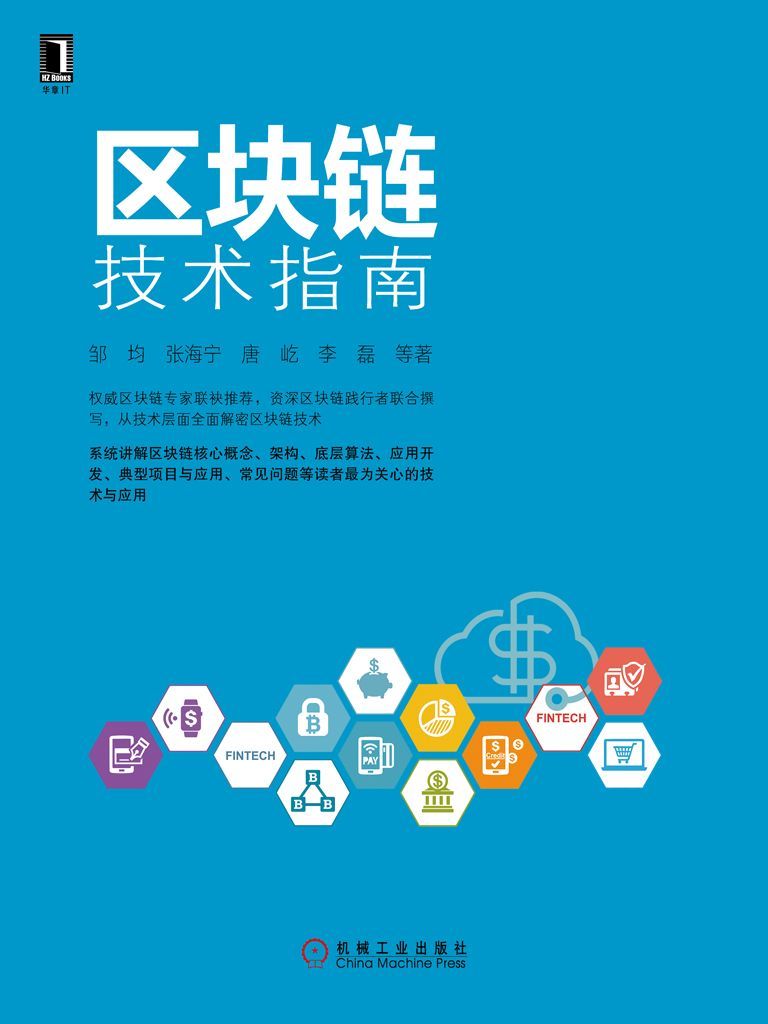 HZ BOOKS
华章IT
区块链
技术指南
邹 均 张海宁 唐 屹 李 磊 等著
权威区块链专家联袂推荐，资深区块链践行者联合撰
写，从技术层面全面解密区块链技术
系统讲解区块链核心概念、架构、底层算法、应用开
发、典型项目与应用、常见问题等读者最为关心的技
术与应用
$
$
$
B
$
FINTECH
$
FINTECH
PAY
$
Credit
$
$
B
B
B
$
机械工业出版社
China Machine Press